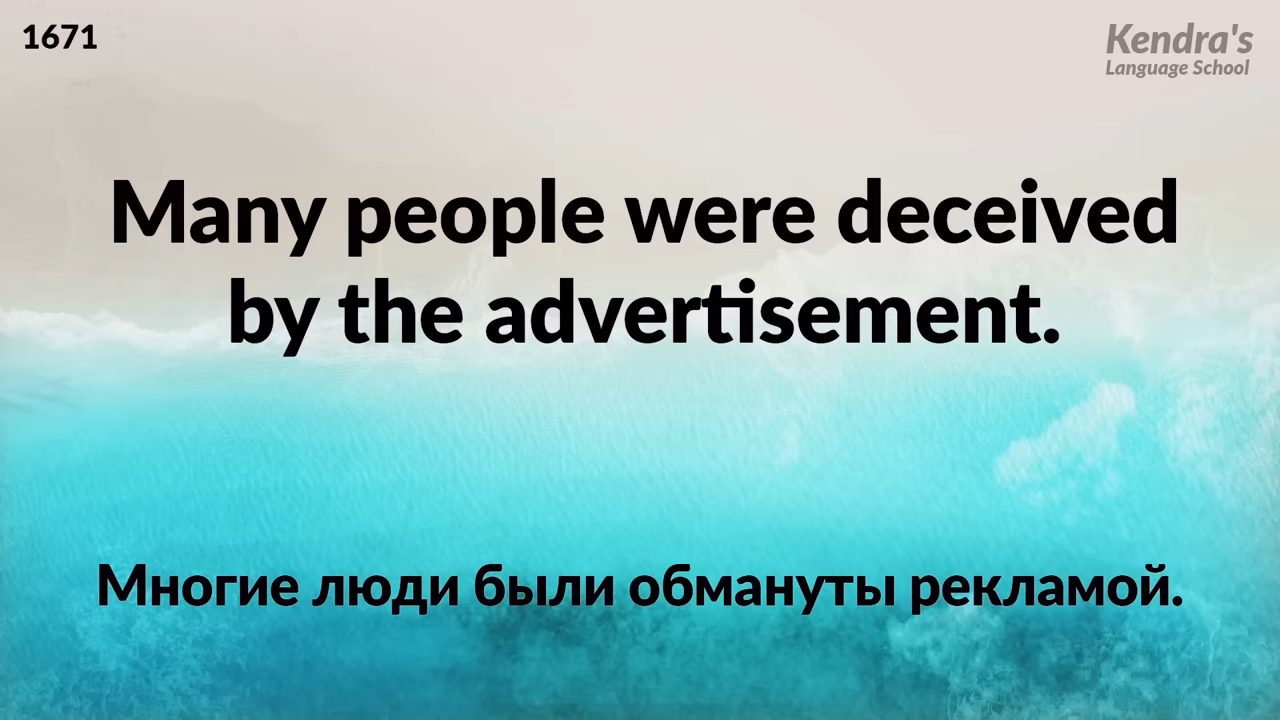 1671
Kendra's
Language School
Many people were deceived
by the advertisement.
Многие люди были обмануты рекламой.